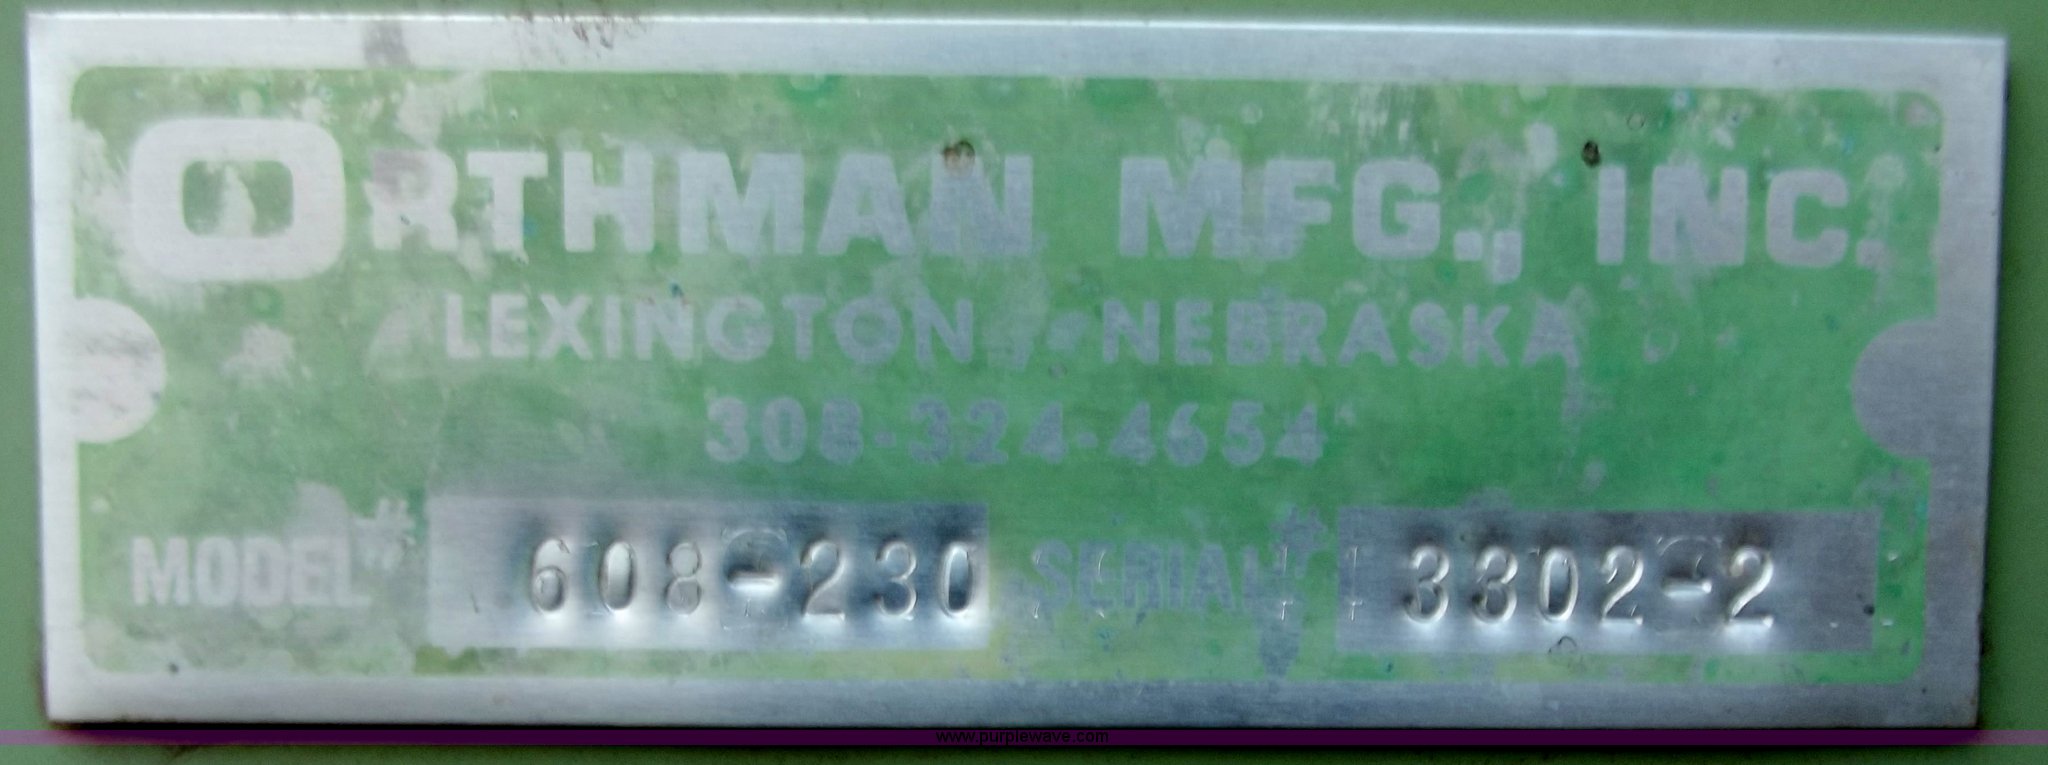 ORTHMAN MFG., INC.
LEXINGTON, NEBRASKA
308-324-4654
MODEL# 608-230 SERIAL# 3302-2
www.purplewave.com